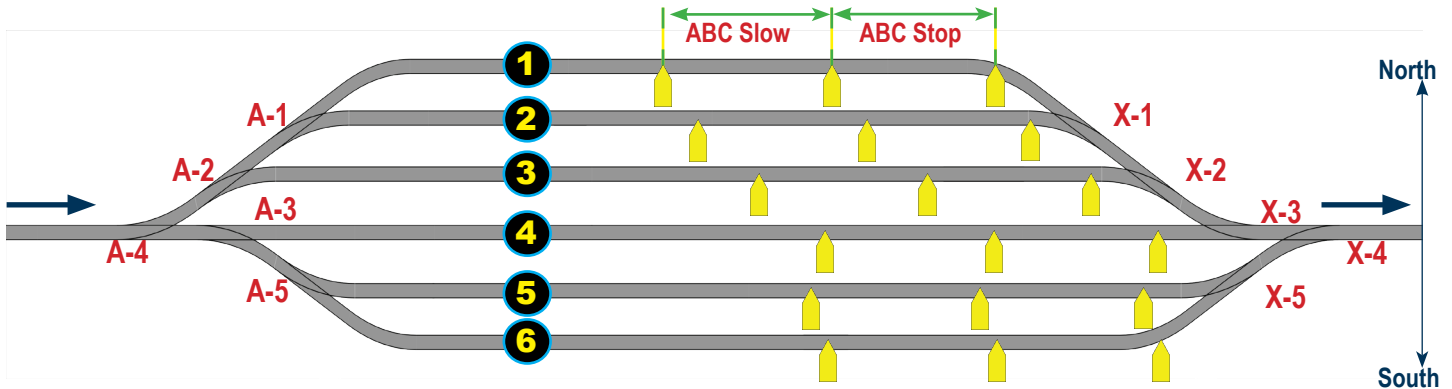 ABC Slow
ABC Stop
1
North
A-1
2
X-1
A-2
3
X-2
A-3
X-3
A-4
4
X-4
A-5
5
X-5
6
South